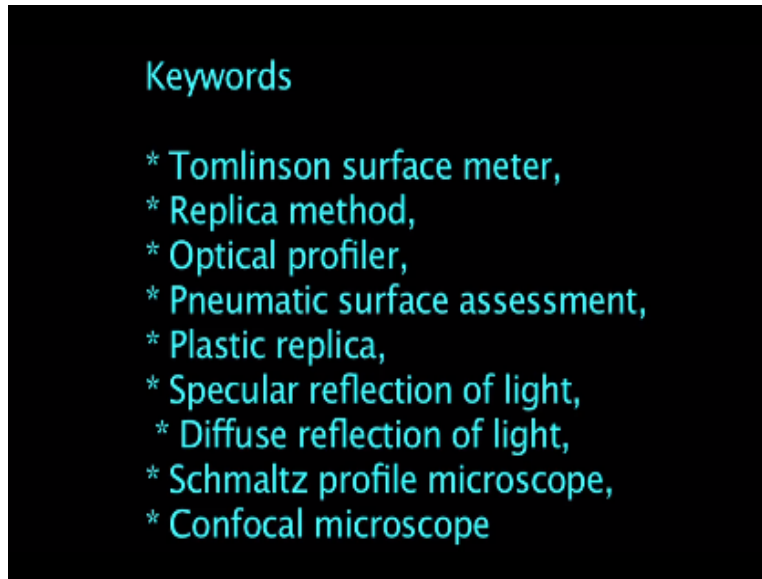 Keywords
* Tomlinson surface meter,
* Replica method,
* Optical profiler,
* Pneumatic surface assessment,
* Plastic replica,
* Specular reflection of light,
* Diffuse reflection of light,
* Schmaltz profile microscope,
* Confocal microscope